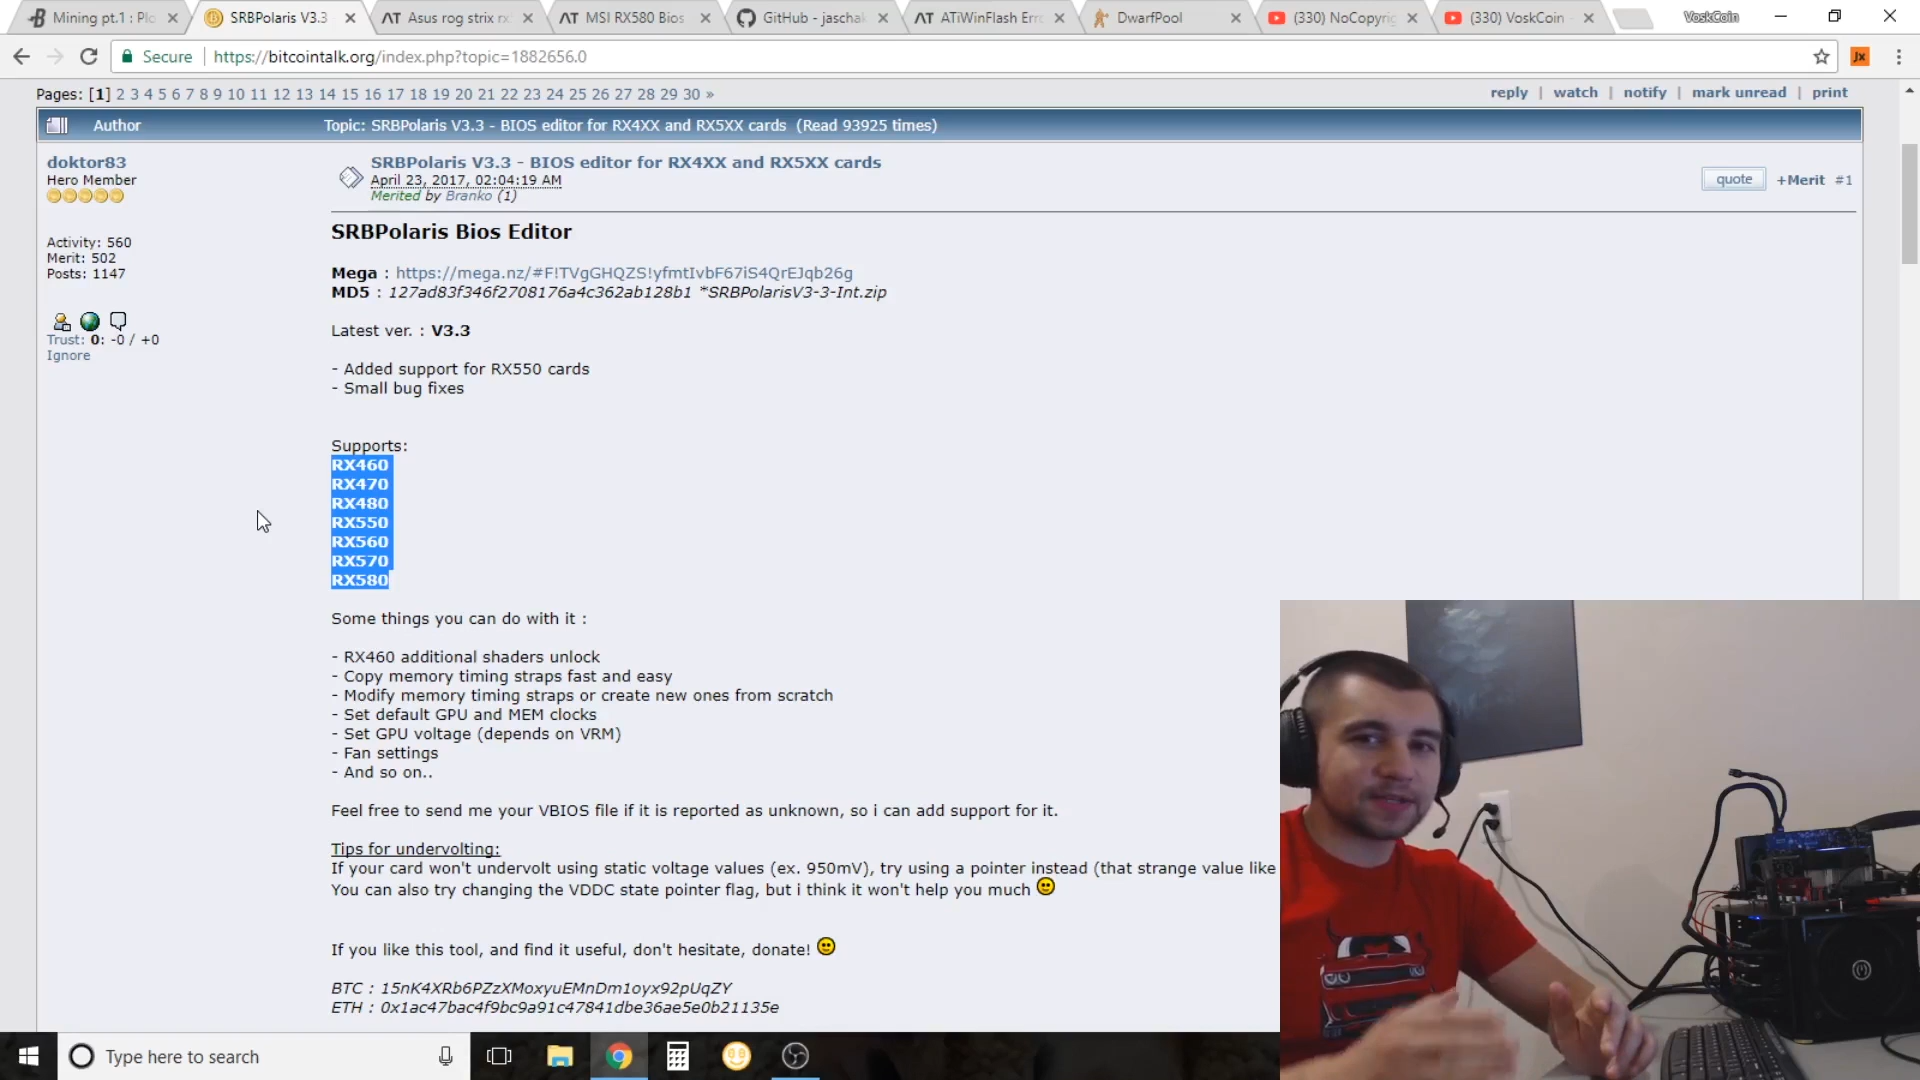 Mining pt.1 : Plo
SRBPolaris V3.3
Asus rog strix rx
MSI RX580 Bios
GitHub - jascha
ATiWinFlash Erro
DwarfPool
(330) NoCopyrig
(330) VoskCoin
VoskCoin
Secure
https://bitcointalk.org/index.php?topic=1882656.0
Jx
Pages: [1] 2 3 4 5 6 7 8 9 10 11 12 13 14 15 16 17 18 19 20 21 22 23 24 25 26 27 28 29 30 »
reply | watch | notify | mark unread | print
Author
Topic: SRBPolaris V3.3 - BIOS editor for RX4XX and RX5XX cards (Read 93925 times)
doktor83
Hero Member
Activity: 560
Merit: 502
Posts: 1147
Trust: 0: -0 / +0
Ignore
SRBPolaris V3.3 - BIOS editor for RX4XX and RX5XX cards
April 23, 2017, 02:04:19 AM
Merited by Branko (1)
quote +Merit #1
SRBPolaris Bios Editor
Mega : https://mega.nz/#F!TVgGHQZS!yfmtIvbF67iS4QrEJqb26g
MD5 : 127ad83f346f2708176a4c362ab128b1 *SRBPolarisV3-3-Int.zip
Latest ver. : V3.3
- Added support for RX550 cards
- Small bug fixes
Supports:
RX460
RX470
RX480
RX550
RX560
RX570
RX580
Some things you can do with it :
- RX460 additional shaders unlock
- Copy memory timing straps fast and easy
- Modify memory timing straps or create new ones from scratch
- Set default GPU and MEM clocks
- Set GPU voltage (depends on VRM)
- Fan settings
- And so on..
Feel free to send me your VBIOS file if it is reported as unknown, so i can add support for it.
Tips for undervolting:
If your card won't undervolt using static voltage values (ex. 950mV), try using a pointer instead (that strange value like
You can also try changing the VDDC state pointer flag, but i think it won't help you much
If you like this tool, and find it useful, don't hesitate, donate!
BTC : 15nK4XRb6PZzXMoxyuEMnDm1oyx92pUqZY
ETH : 0x1ac47bac4f9bc9a91c47841dbe36ae5e0b21135e
Type here to search